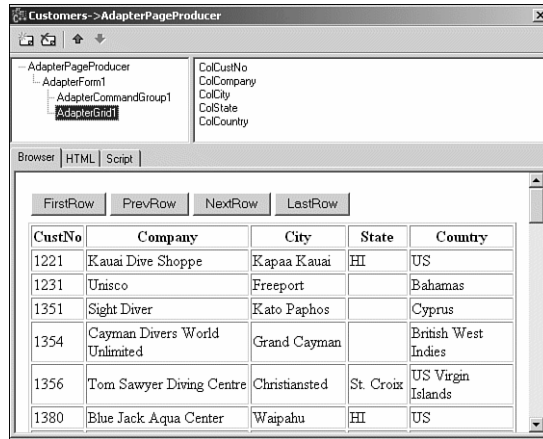 Customers->AdapterPageProducer
AdapterPageProducer
AdapterForm1
AdapterCommandGroup1
AdapterGrid1
ColCustNo
ColCompany
ColCity
ColState
ColCountry
Browser HTML Script
FirstRow PrevRow NextRow LastRow
CustNo Company City State Country
1221 Kauai Dive Shoppe Kapaa Kauai HI US
1231 Unisco Freeport Bahamas
1351 Sight Diver Kato Paphos Cyprus
1354 Cayman Divers World Unlimited Grand Cayman British West Indies
1356 Tom Sawyer Diving Centre Christiansted St. Croix US Virgin Islands
1380 Blue Jack Aqua Center Waipahu HI US